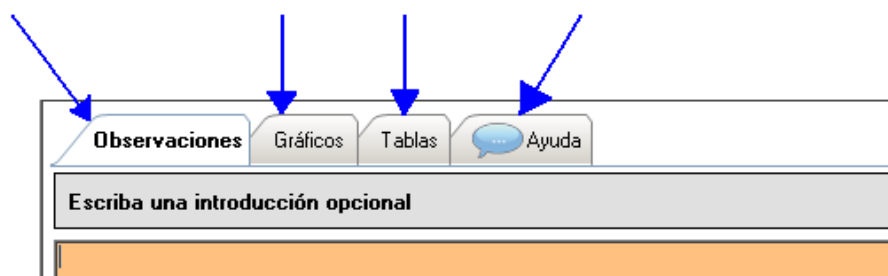 Observaciones Gráficos Tablas Ayuda
Escriba una introducción opcional